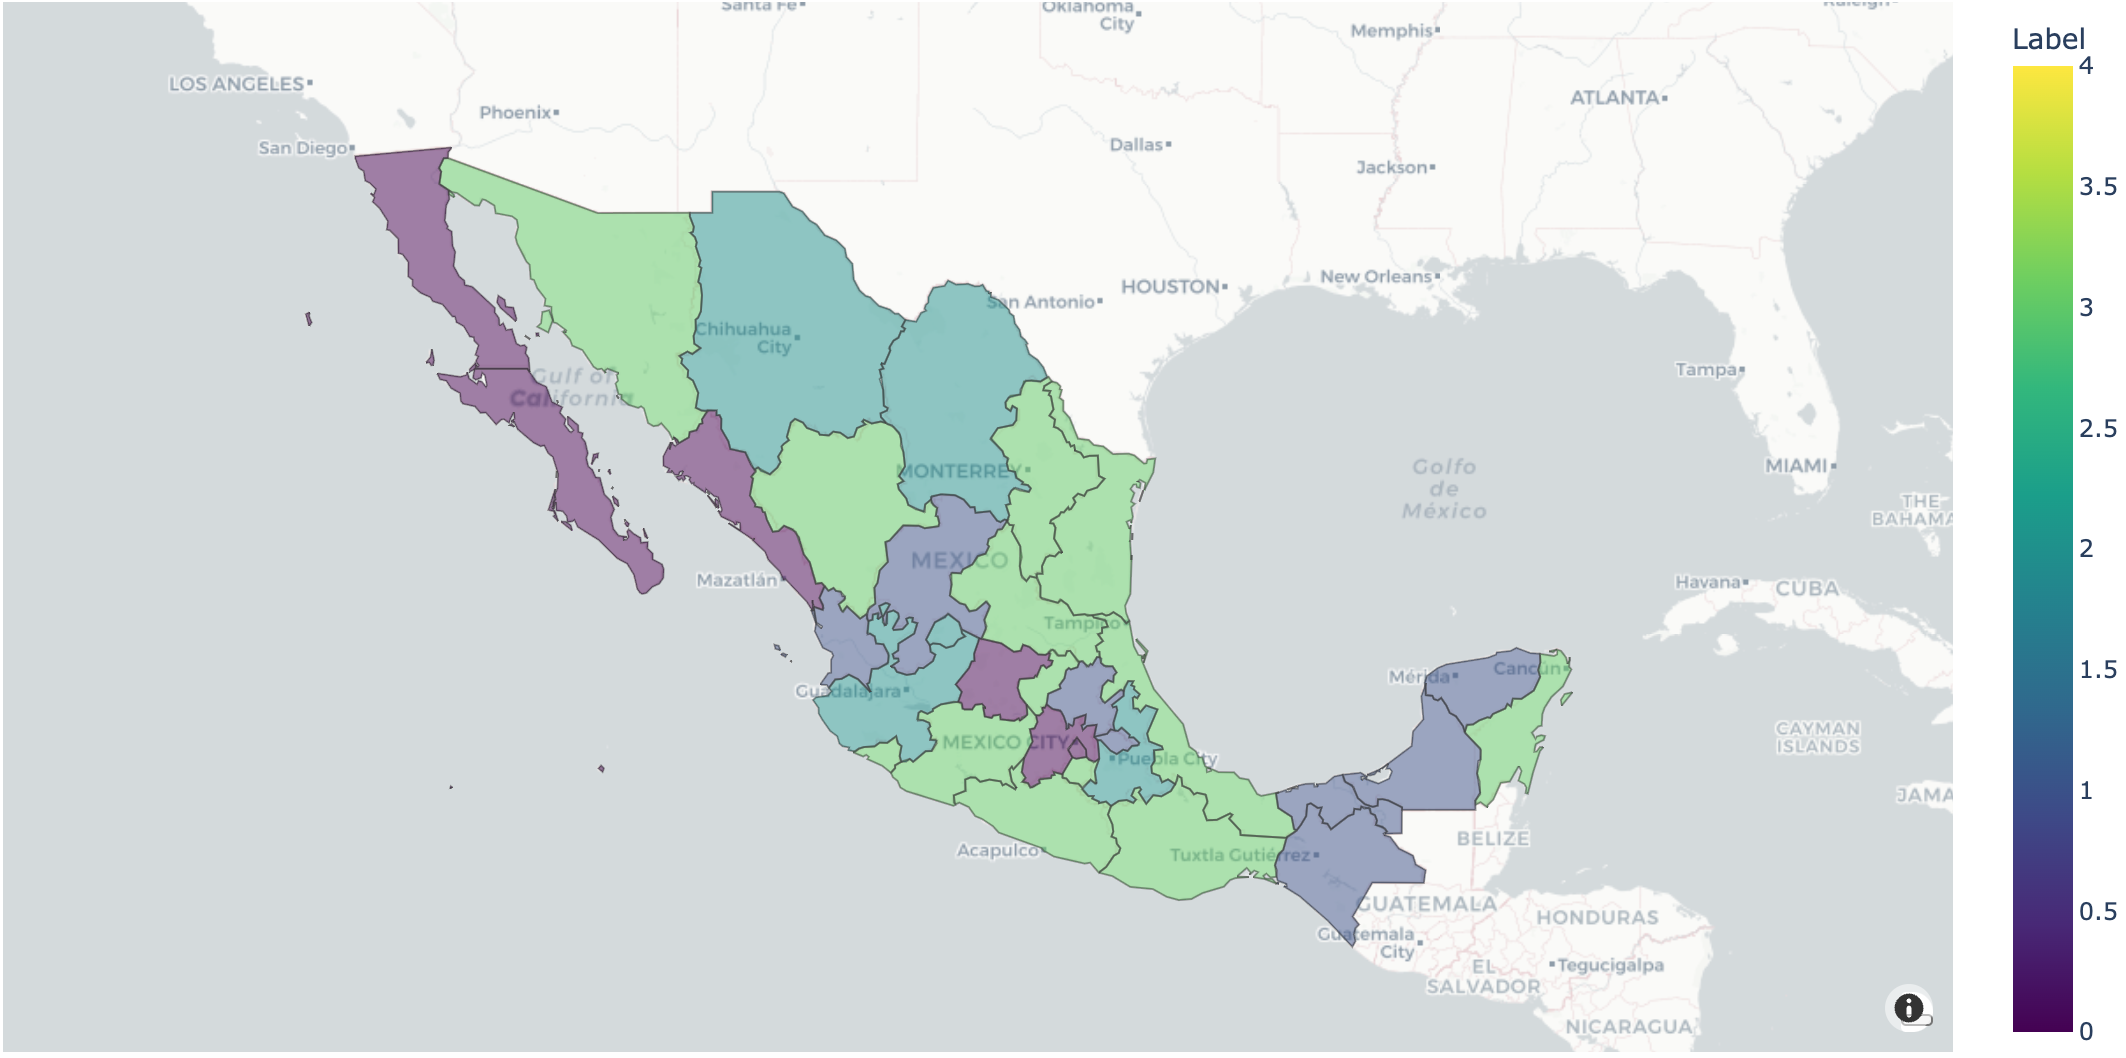 Santa Fe
Oklahoma
City
Memphis
Raleigh
Label
LOS ANGELES
Phoenix
San Diego
Dallas
ATLANTA
Jackson
HOUSTON
San Antonio
New Orleans
Chihuahua
City
Gulf of
California
Tampa
MIAMI
MONTERREY
Golfo
de
México
THE
BAHAMA
MEXICO
Mazatlán
Havana
CUBA
Tampico
Guadalajara
Mérida
Cancún
MEXICO CITY
Puebla City
CAYMAN
ISLANDS
JAMA
Acapulco
Tuxtla Gutiérrez
BELIZE
GUATEMALA
Guatemala
City
HONDURAS
EL
SALVADOR
Tegucigalpa
NICARAGUA
4
3.5
3
2.5
2
1.5
1
0.5
0